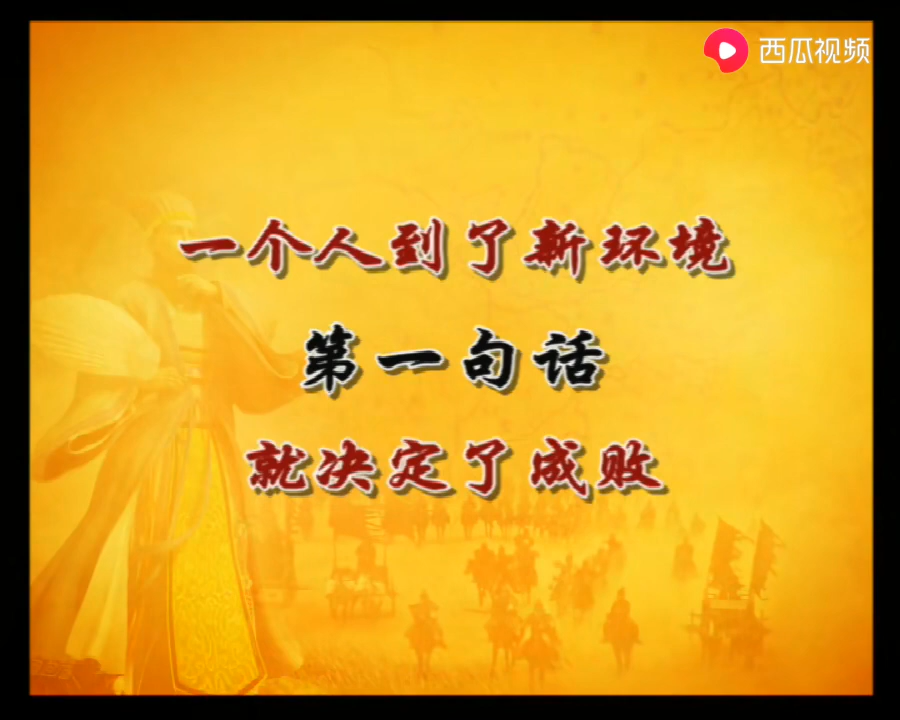 西瓜视频
一个人到了新环境
第一句话
就决定了成败